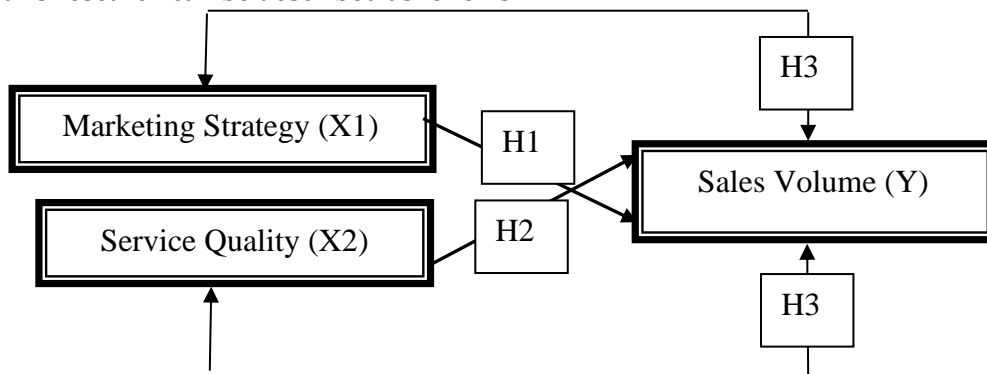 H3
Marketing Strategy (X1)
H1
Sales Volume (Y)
Service Quality (X2)
H2
H3